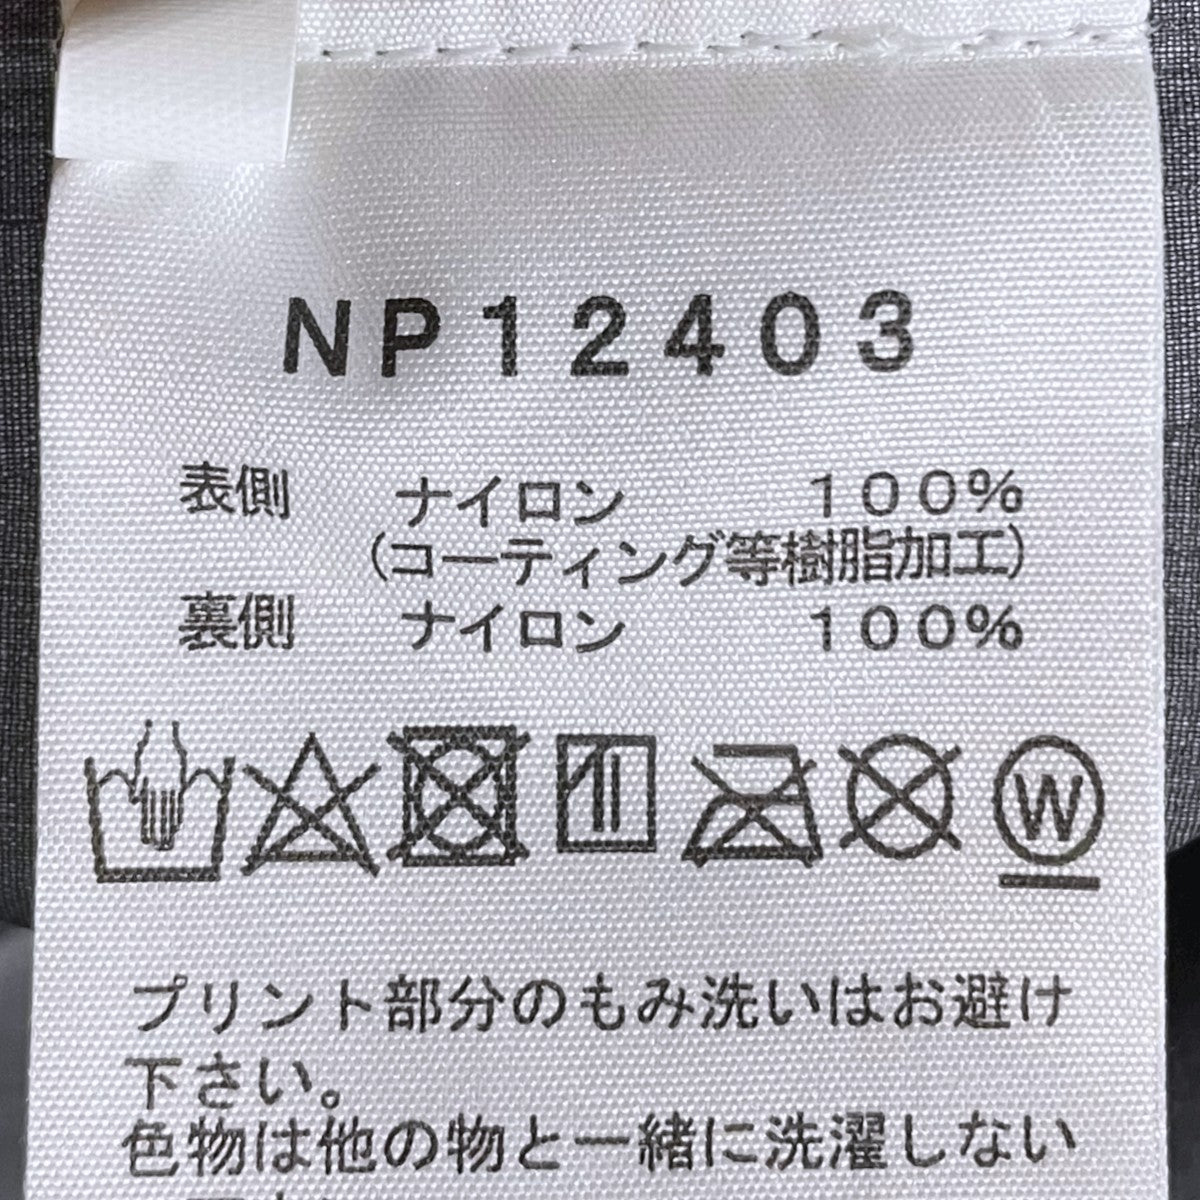 NP12403
表側 ナイロン 100%
(コーティング等樹脂加工)
裏側 ナイロン 100%
W
プリント部分のもみ洗いはお避け
下さい。
色物は他の物と一緒に洗濯しない